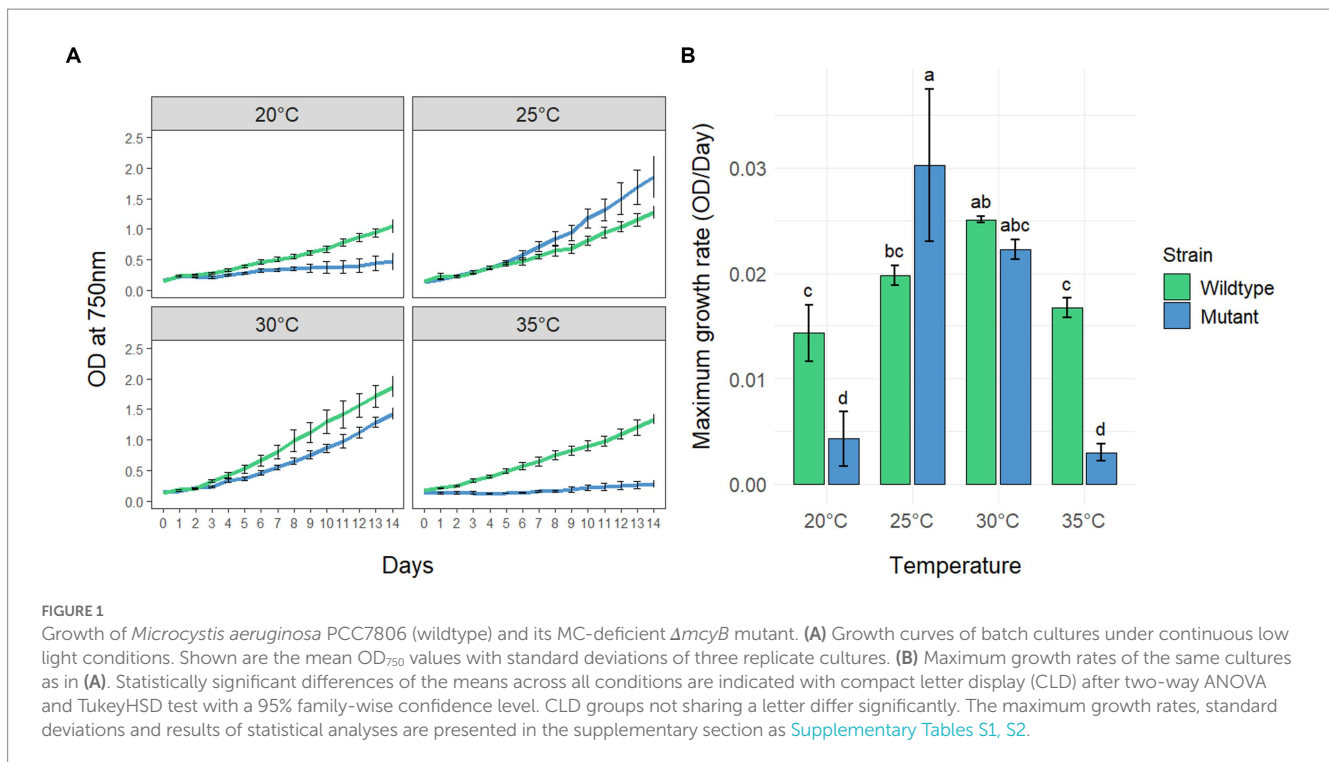 A
20°C
25°C
2.5
2.0
1.5
1.0
0.5
0.0
30°C
35°C
2.5
2.0
1.5
1.0
0.5
0.0
0 1 2 3 4 5 6 7 8 9 10 11 12 13 14
0 1 2 3 4 5 6 7 8 9 10 11 12 13 14
OD at 750nm
Days
B
Maximum growth rate (OD/Day)
0.03
0.02
0.01
0.00
c
d
bc
a
ab
abc
c
d
20°C 25°C 30°C 35°C
Temperature
Strain
Wildtype
Mutant
FIGURE 1
Growth of Microcystis aeruginosa PCC7806 (wildtype) and its MC-deficient ΔmcyB mutant. (A) Growth curves of batch cultures under continuous low
light conditions. Shown are the mean OD₇₅₀ values with standard deviations of three replicate cultures. (B) Maximum growth rates of the same cultures
as in (A). Statistically significant differences of the means across all conditions are indicated with compact letter display (CLD) after two-way ANOVA
and TukeyHSD test with a 95% family-wise confidence level. CLD groups not sharing a letter differ significantly. The maximum growth rates, standard
deviations and results of statistical analyses are presented in the supplementary section as Supplementary Tables S1, S2.